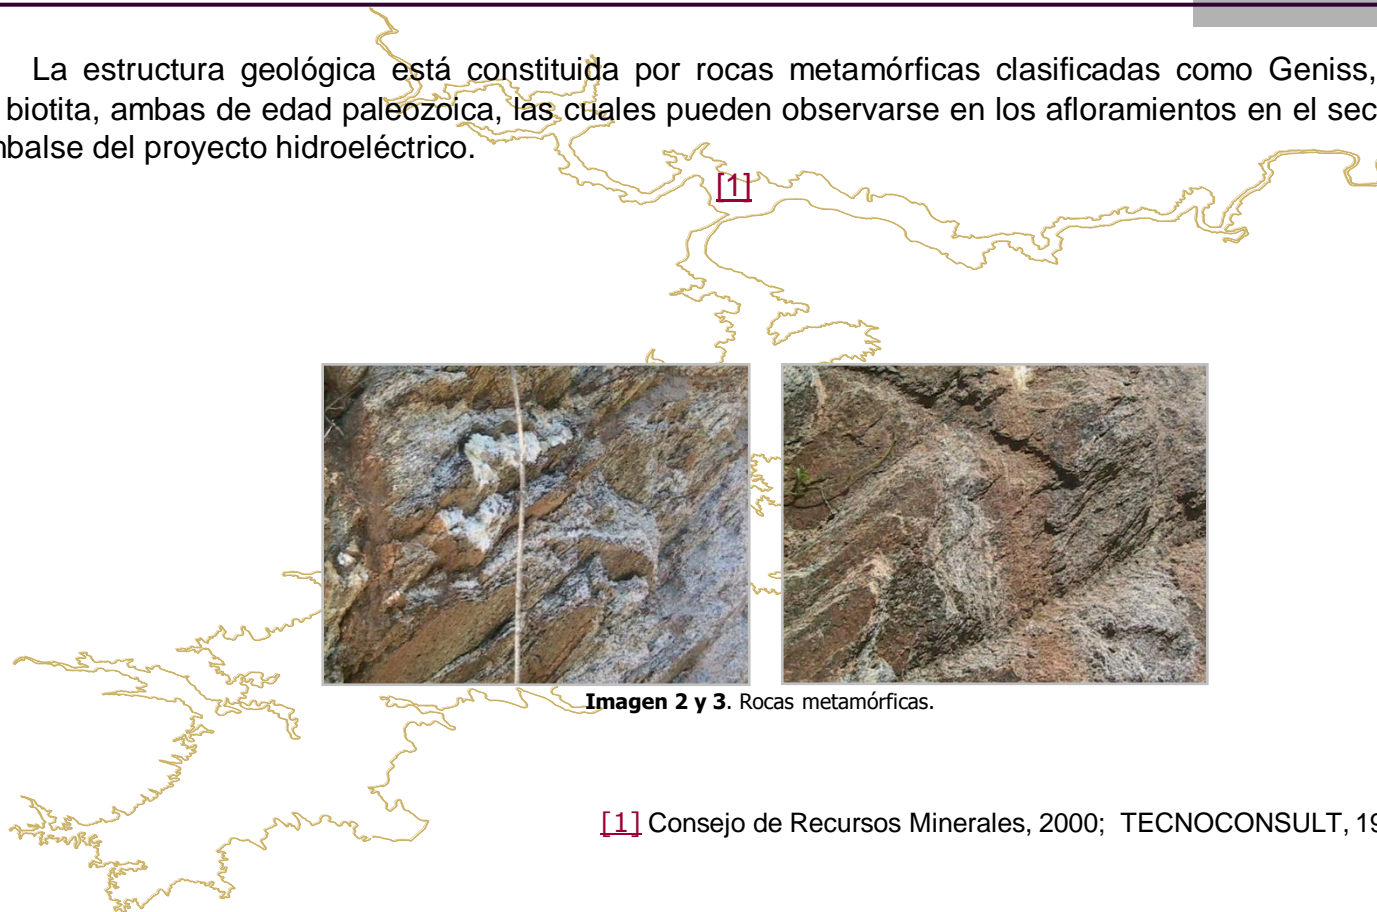 La estructura geológica está constituida por rocas metamórficas clasificadas como Geniss,
biotita, ambas de edad paleozoica, las cuales pueden observarse en los afloramientos en el sec
nbalse del proyecto hidroeléctrico.
[1]
Imagen 2 y 3. Rocas metamórficas.
[1] Consejo de Recursos Minerales, 2000; TECNOCONSULT, 19